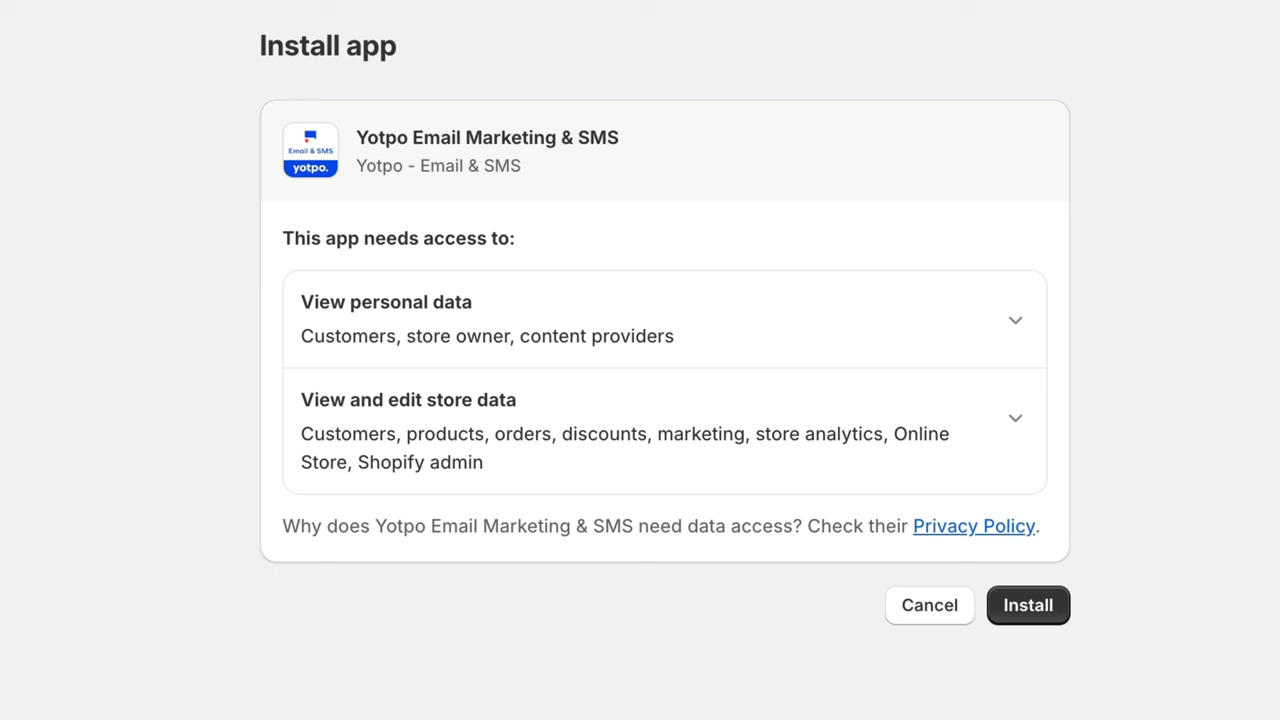 Install app
Email & SMS
yotpo.
Yotpo Email Marketing & SMS
Yotpo - Email & SMS
This app needs access to:
View personal data
Customers, store owner, content providers
View and edit store data
Customers, products, orders, discounts, marketing, store analytics, Online
Store, Shopify admin
Why does Yotpo Email Marketing & SMS need data access? Check their Privacy Policy.
Cancel
Install